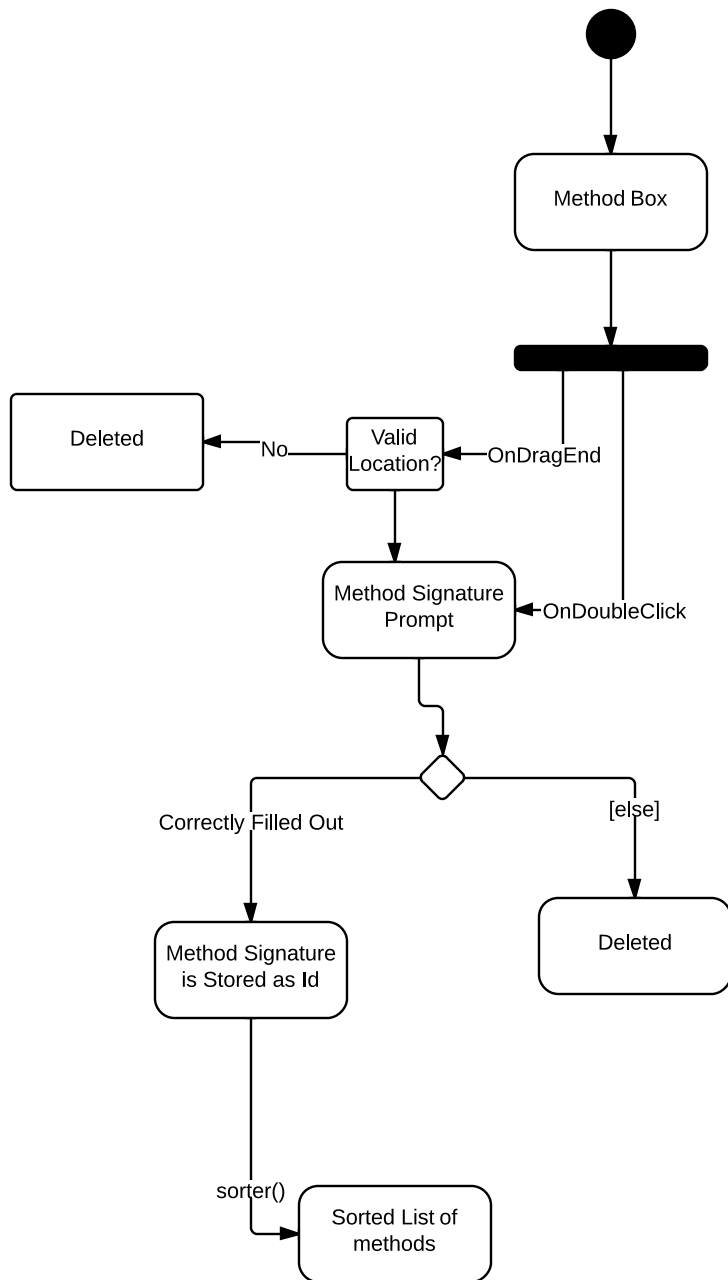 Method Box
Deleted
No
Valid
Location?
OnDragEnd
Method Signature
Prompt
OnDoubleClick
Correctly Filled Out
[else]
Method Signature
is Stored as Id
Deleted
sorter()
Sorted List of
methods